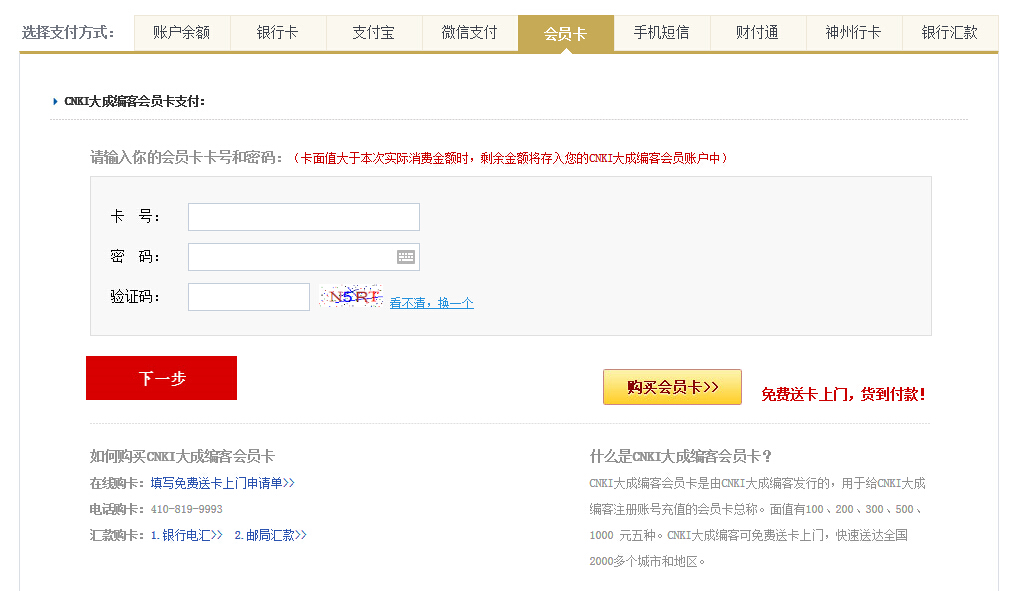 选择支付方式： 账户余额 银行卡 支付宝 微信支付 会员卡 手机短信 财付通 神州行卡 银行汇款
CNKI大成编客会员卡支付：
请输入你的会员卡卡号和密码：（卡面值大于本次实际消费金额时，剩余金额将存入您的CNKI大成编客会员账户中）
卡 号：
密 码：
验证码： N5RI 看不清，换一个
下一步
购买会员卡>> 免费送卡上门，货到付款！
如何购买CNKI大成编客会员卡
在线购卡：填写免费送卡上门申请单>>
电话购卡：410-819-9993
汇款购卡：1.银行电汇>> 2.邮局汇款>>
什么是CNKI大成编客会员卡？
CNKI大成编客会员卡是由CNKI大成编客发行的，用于给CNKI大成
编客注册账号充值的会员卡总称。面值有100、200、300、500、
1000 元五种。CNKI大成编客可免费送卡上门，快速送达全国
2000多个城市和地区。